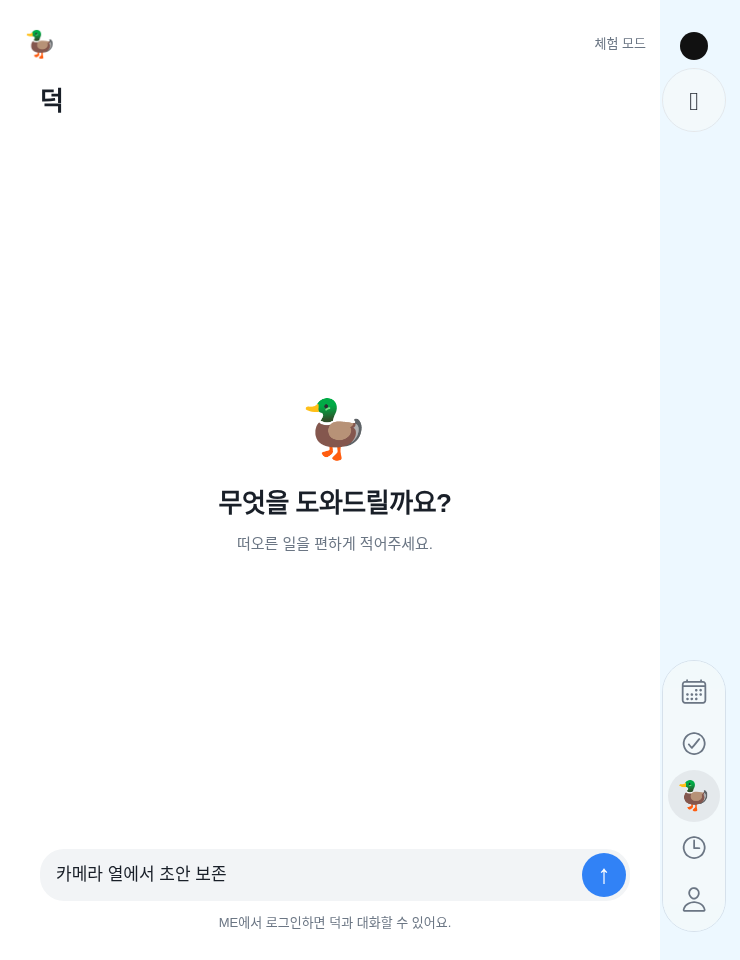 체험 모드
덕
무엇을 도와드릴까요?
떠오른 일을 편하게 적어주세요.
카메라 열에서 초안 보존
ME에서 로그인하면 덕과 대화할 수 있어요.